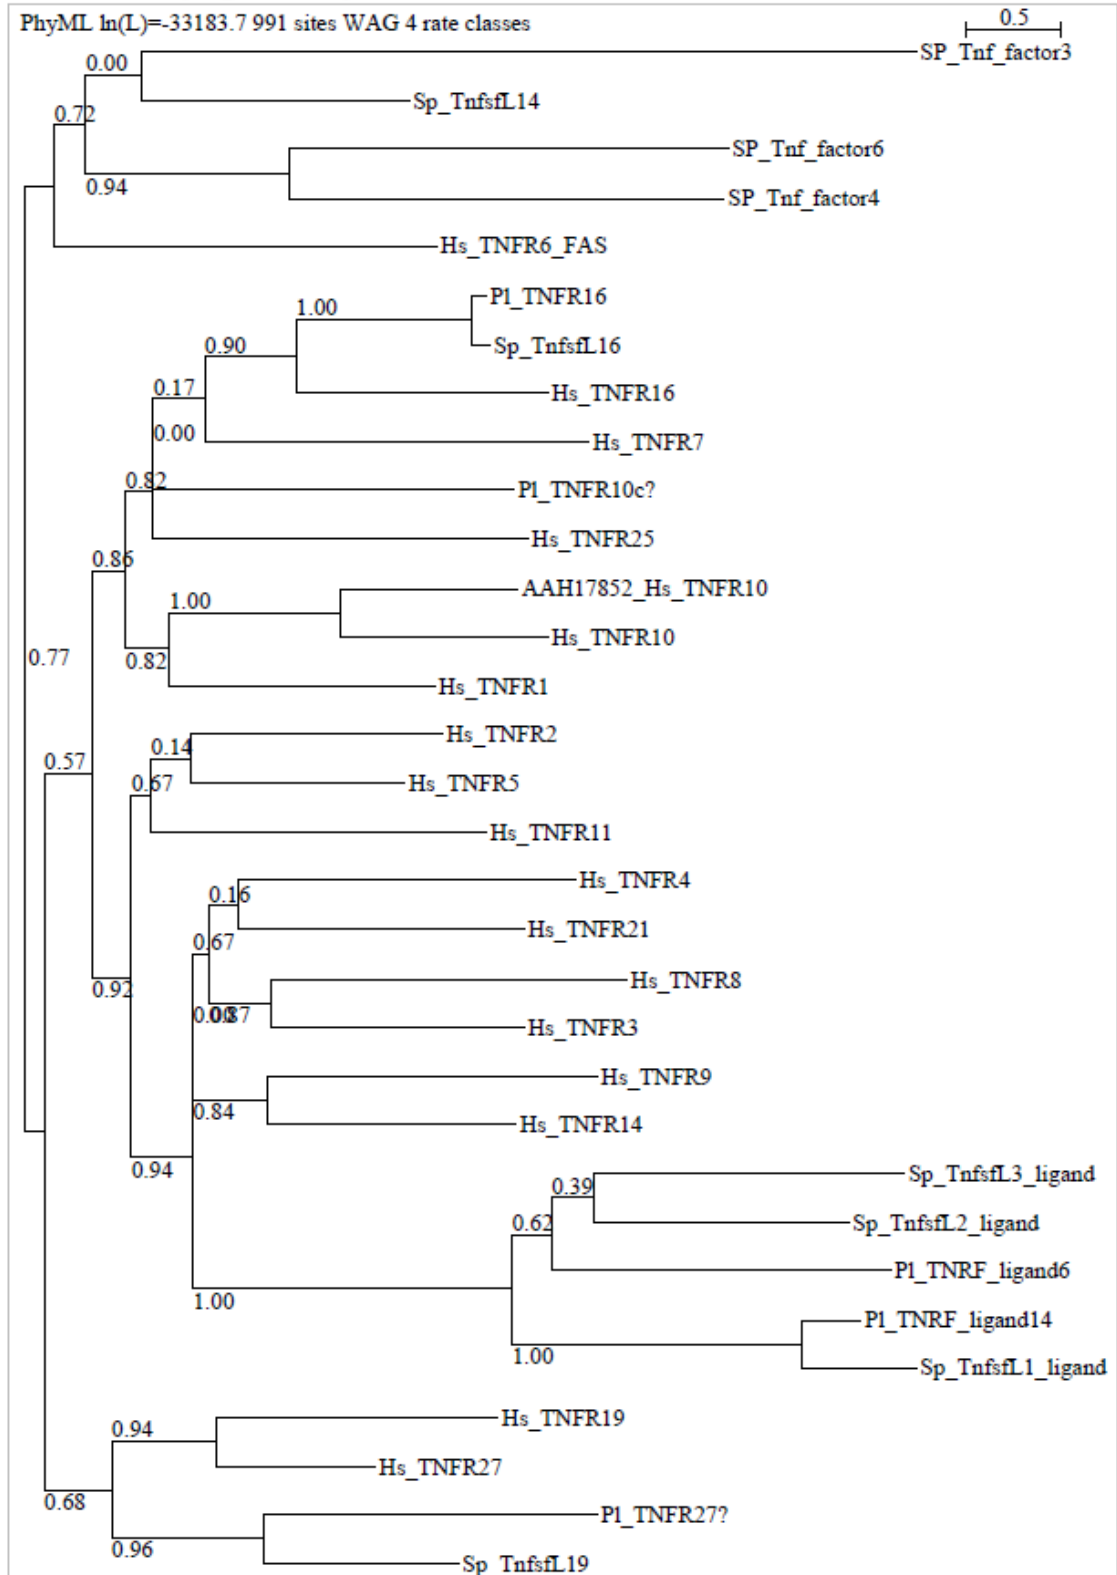 PhyML ln(L)=-33183.7 991 sites WAG 4 rate classes
0.5
SP_Tnf_factor3
0.00
Sp_TnfsfL14
0.72
SP_Tnf_factor6
0.94
SP_Tnf_factor4
Hs_TNFR6_FAS
Pl_TNFR16
1.00
Sp_TnfsfL16
0.90
Hs_TNFR16
0.17
0.00
Hs_TNFR7
0.82
Pl_TNFR10c?
Hs_TNFR25
0.86
AAH17852_Hs_TNFR10
1.00
Hs_TNFR10
0.82
0.77
Hs_TNFR1
Hs_TNFR2
0.14
0.57
0.67
Hs_TNFR5
Hs_TNFR11
Hs_TNFR4
0.16
Hs_TNFR21
0.67
Hs_TNFR8
0.92
0.00
0.87
Hs_TNFR3
Hs_TNFR9
0.84
Hs_TNFR14
0.94
Sp_TnfsfL3_ligand
0.39
0.62
Sp_TnfsfL2_ligand
Pl_TNRF_ligand6
1.00
Pl_TNRF_ligand14
1.00
Sp_TnfsfL1_ligand
Hs_TNFR19
0.94
Hs_TNFR27
0.68
Pl_TNFR27?
0.96
Sp_TnfsfL19